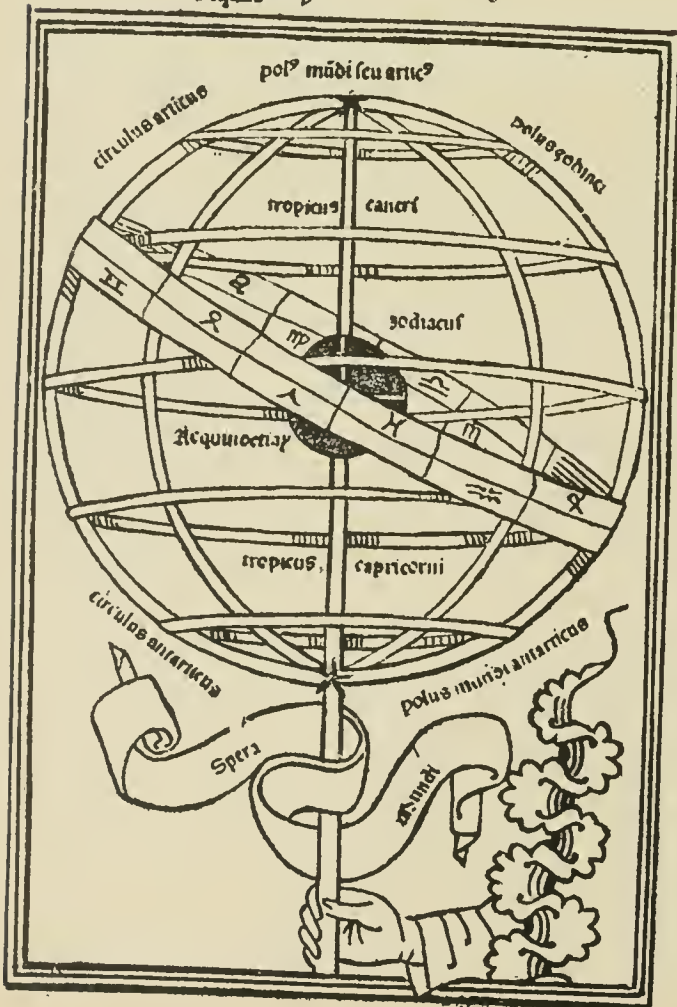 polꝰ mūdi seu articꝰ
circulus articus
polus zodiaci
tropicus cancri
zodiacus
♊ ♉ ♈ ♓ ♒ ♑
♌ ♍ ♎ ♏
tropicus capricorni
circulus antarticus
polus mundi antarticus
Spera
Mundi